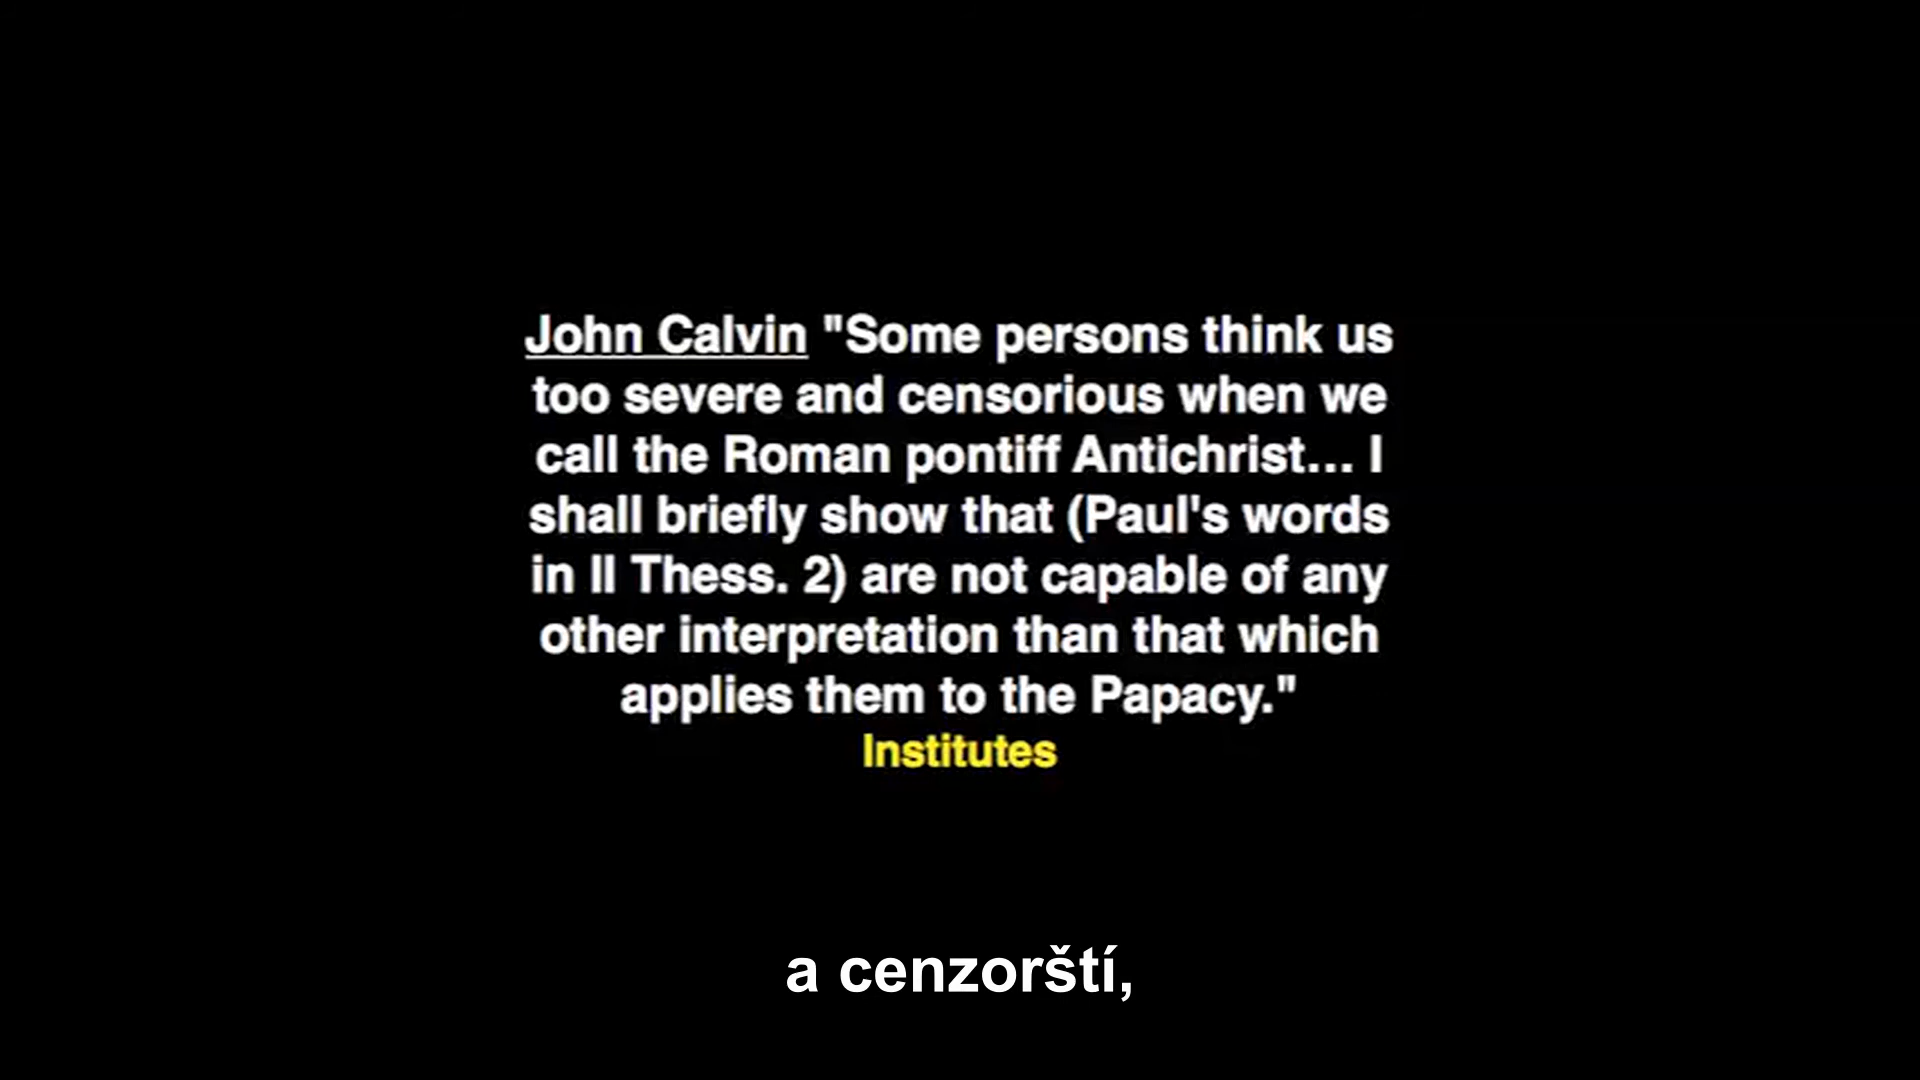 John Calvin "Some persons think us
too severe and censorious when we
call the Roman pontiff Antichrist... I
shall briefly show that (Paul's words
in II Thess. 2) are not capable of any
other interpretation than that which
applies them to the Papacy."
Institutes
a cenzorští,